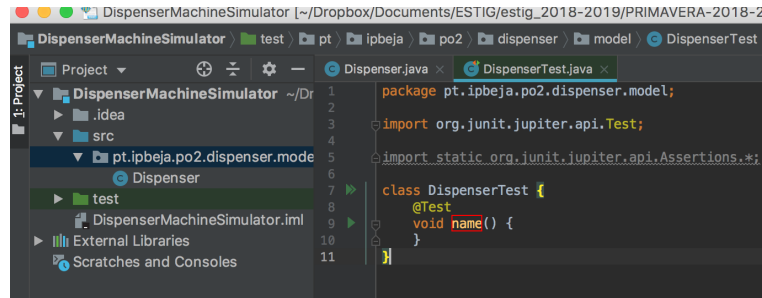 DispenserMachineSimulator [~/Dropbox/Documents/ESTIG/estig_2018-2019/PRIMAVERA-2018-2
DispenserMachineSimulator test pt ipbeja po2 dispenser model DispenserTest
1: Project
Project
Dispenser.java
DispenserTest.java
DispenserMachineSimulator ~/Dr
.idea
src
pt.ipbeja.po2.dispenser.mode
Dispenser
test
DispenserMachineSimulator.iml
External Libraries
Scratches and Consoles
1 package pt.ipbeja.po2.dispenser.model;
2
3 import org.junit.jupiter.api.Test;
4
5 import static org.junit.jupiter.api.Assertions.*;
6
7 class DispenserTest {
8 @Test
9 void name() {
10 }
11 }